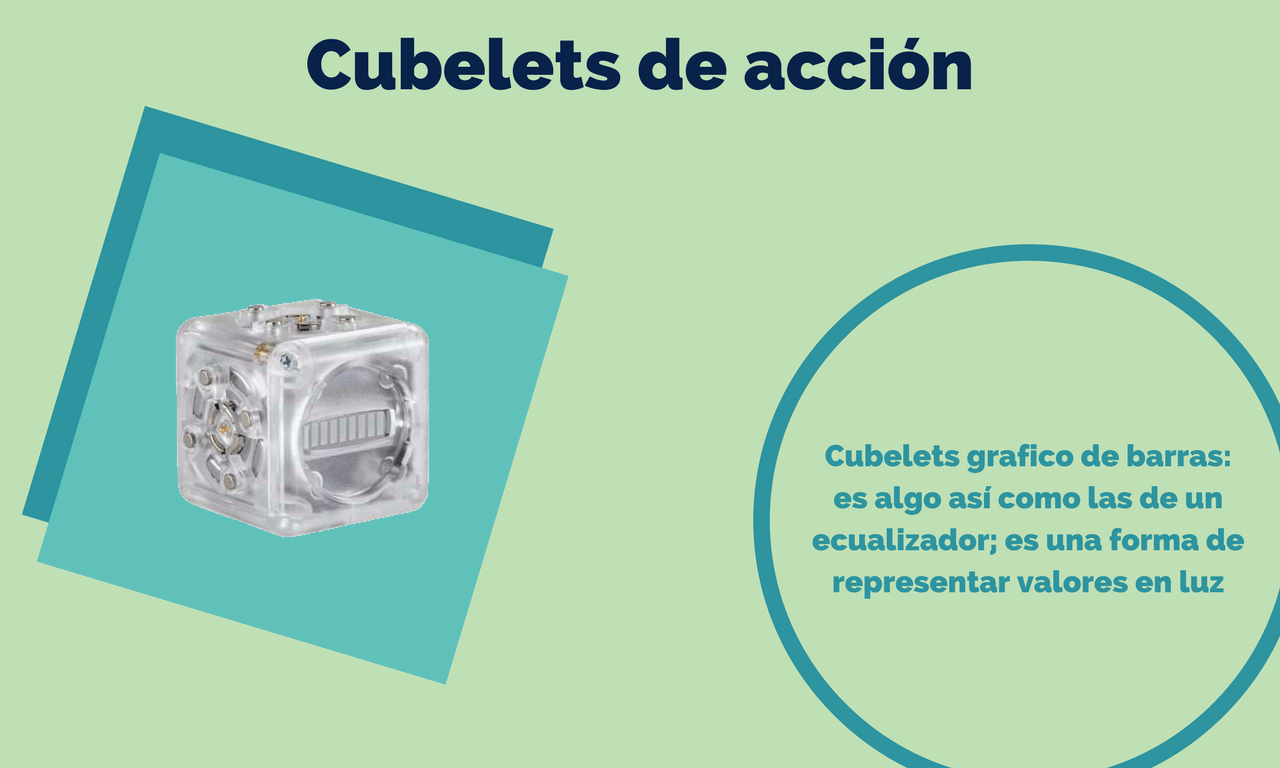 Cubelets de acción
Cubelets grafico de barras:
es algo así como las de un
ecualizador; es una forma de
representar valores en luz